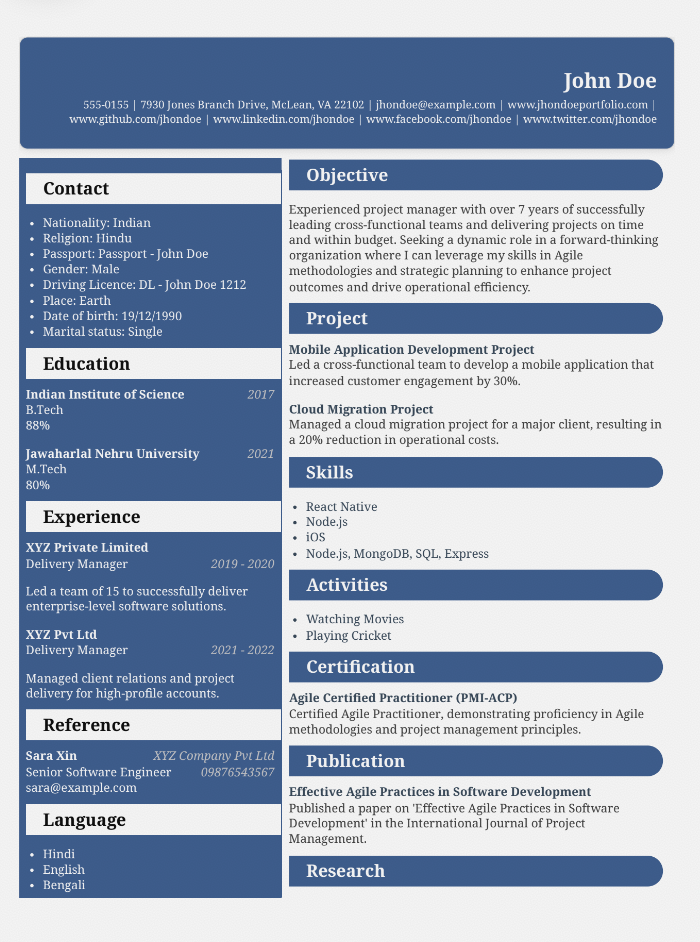 John Doe
555-0155 | 7930 Jones Branch Drive, McLean, VA 22102 | jhondoe@example.com | www.jhondoeportfolio.com |
www.github.com/jhondoe | www.linkedin.com/jhondoe | www.facebook.com/jhondoe | www.twitter.com/jhondoe
Contact
• Nationality: Indian
• Religion: Hindu
• Passport: Passport - John Doe
• Gender: Male
• Driving Licence: DL - John Doe 1212
• Place: Earth
• Date of birth: 19/12/1990
• Marital status: Single
Education
Indian Institute of Science 2017
B.Tech
88%
Jawaharlal Nehru University 2021
M.Tech
80%
Experience
XYZ Private Limited
Delivery Manager 2019 - 2020
Led a team of 15 to successfully deliver
enterprise-level software solutions.
XYZ Pvt Ltd
Delivery Manager 2021 - 2022
Managed client relations and project
delivery for high-profile accounts.
Reference
Sara Xin XYZ Company Pvt Ltd
Senior Software Engineer 09876543567
sara@example.com
Language
• Hindi
• English
• Bengali
Objective
Experienced project manager with over 7 years of successfully
leading cross-functional teams and delivering projects on time
and within budget. Seeking a dynamic role in a forward-thinking
organization where I can leverage my skills in Agile
methodologies and strategic planning to enhance project
outcomes and drive operational efficiency.
Project
Mobile Application Development Project
Led a cross-functional team to develop a mobile application that
increased customer engagement by 30%.
Cloud Migration Project
Managed a cloud migration project for a major client, resulting in
a 20% reduction in operational costs.
Skills
• React Native
• Node.js
• iOS
• Node.js, MongoDB, SQL, Express
Activities
• Watching Movies
• Playing Cricket
Certification
Agile Certified Practitioner (PMI-ACP)
Certified Agile Practitioner, demonstrating proficiency in Agile
methodologies and project management principles.
Publication
Effective Agile Practices in Software Development
Published a paper on 'Effective Agile Practices in Software
Development' in the International Journal of Project
Management.
Research